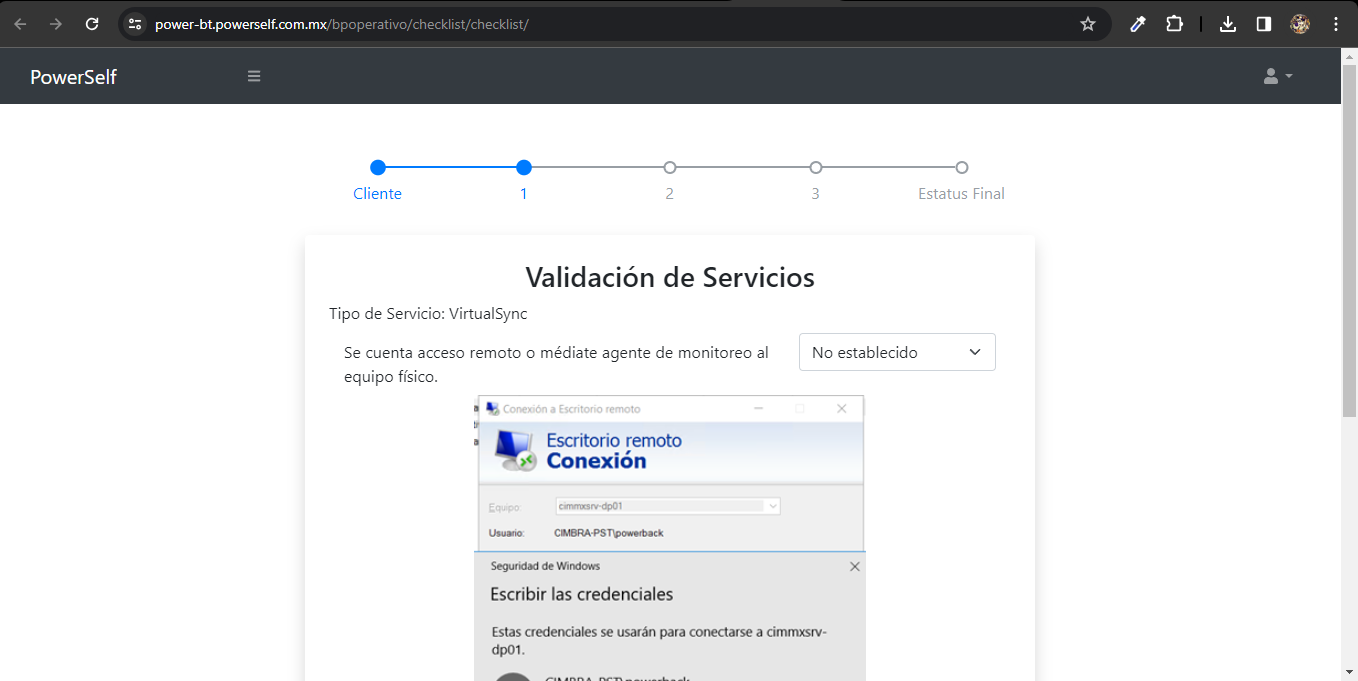 power-bt.powerself.com.mx/bpoperativo/checklist/checklist/
PowerSelf
Cliente
1
2
3
Estatus Final
Validación de Servicios
Tipo de Servicio: VirtualSync
Se cuenta acceso remoto o médiate agente de monitoreo al
equipo físico.
No establecido
Conexión a Escritorio remoto
Escritorio remoto
Conexión
Equipo:
cimmxsrv-dp01
Usuario:
CIMBRA-PST\powerback
Seguridad de Windows
Escribir las credenciales
Estas credenciales se usarán para conectarse a cimmxsrv-
dp01.
CIMBRA-PST\powerback